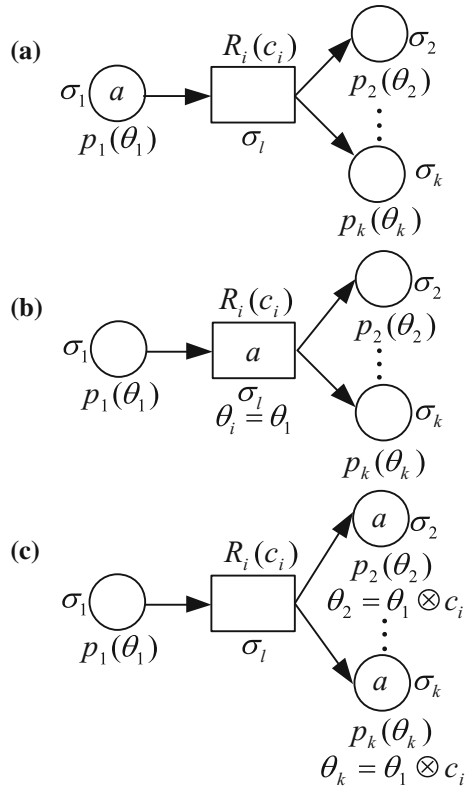 (a)
R_i(c_i)
σ_1 a σ_2
p_1(θ_1) σ_l p_2(θ_2)
⋮
σ_k
p_k(θ_k)
(b)
R_i(c_i)
σ_2
σ_1 a p_2(θ_2)
p_1(θ_1) σ_l
θ_i = θ_1
⋮
σ_k
p_k(θ_k)
(c)
a σ_2
R_i(c_i)
p_2(θ_2)
σ_1 θ_2 = θ_1 ⊗ c_i
p_1(θ_1) σ_l
⋮
a σ_k
p_k(θ_k)
θ_k = θ_1 ⊗ c_i